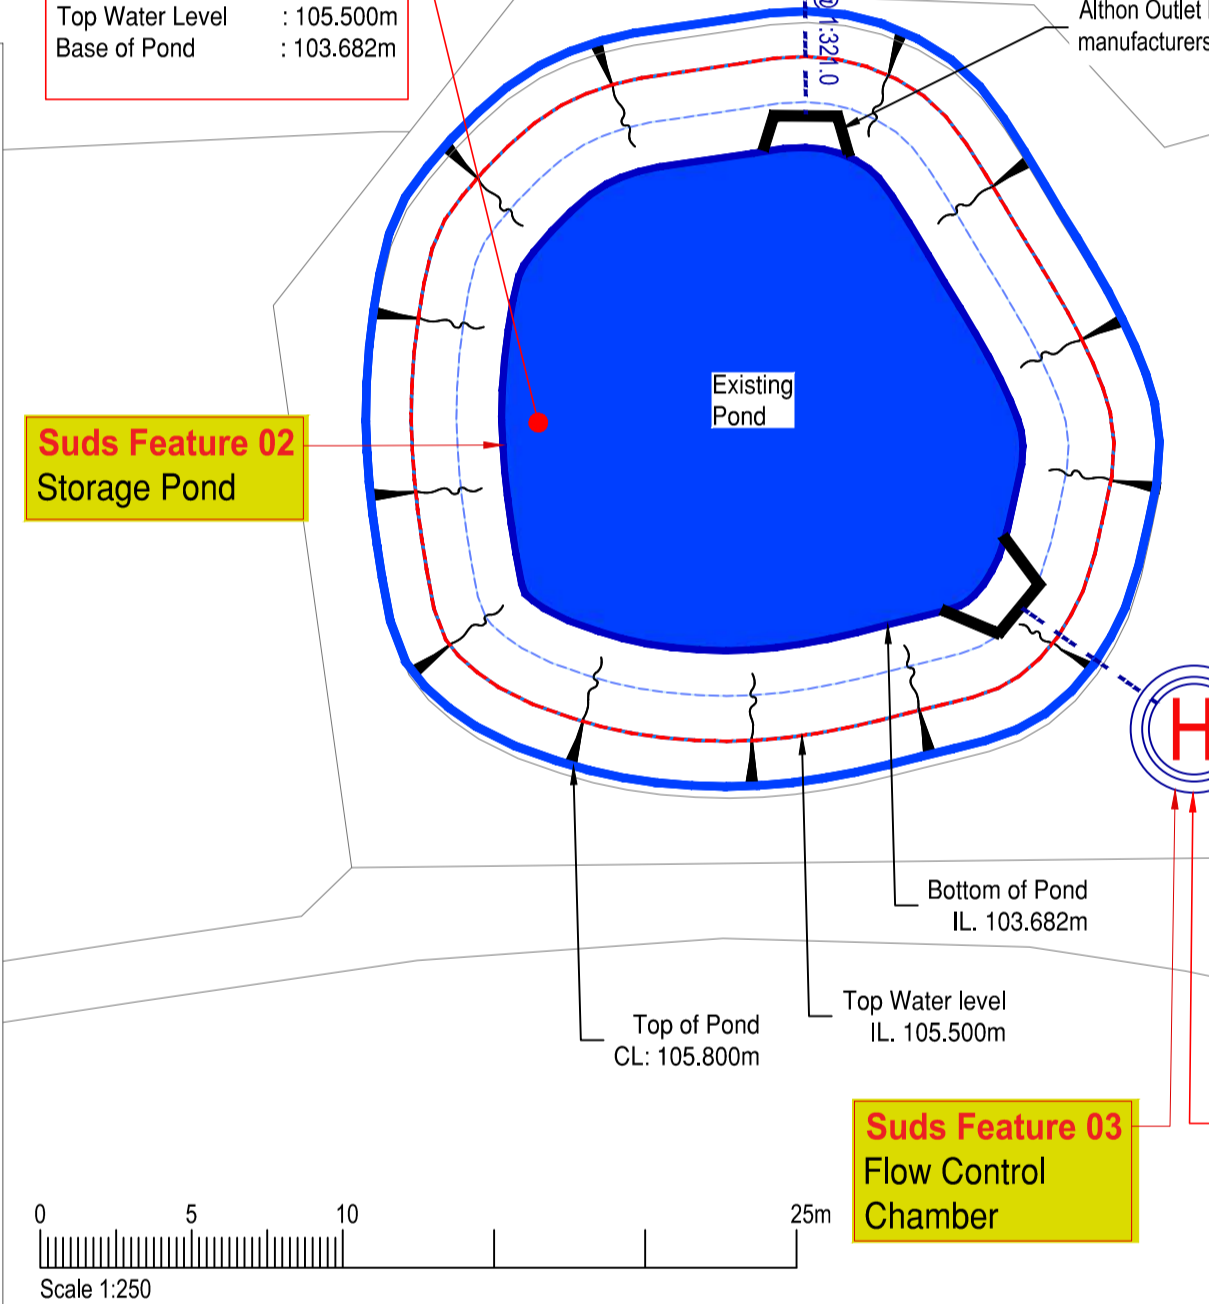 Top Water Level : 105.500m
Base of Pond : 103.682m
Althon Outlet
manufacturers
1:321.0
Existing
Pond
Suds Feature 02
Storage Pond
H
Bottom of Pond
IL. 103.682m
Top Water level
IL. 105.500m
Top of Pond
CL: 105.800m
Suds Feature 03
Flow Control
Chamber
0 5 10 25m
Scale 1:250